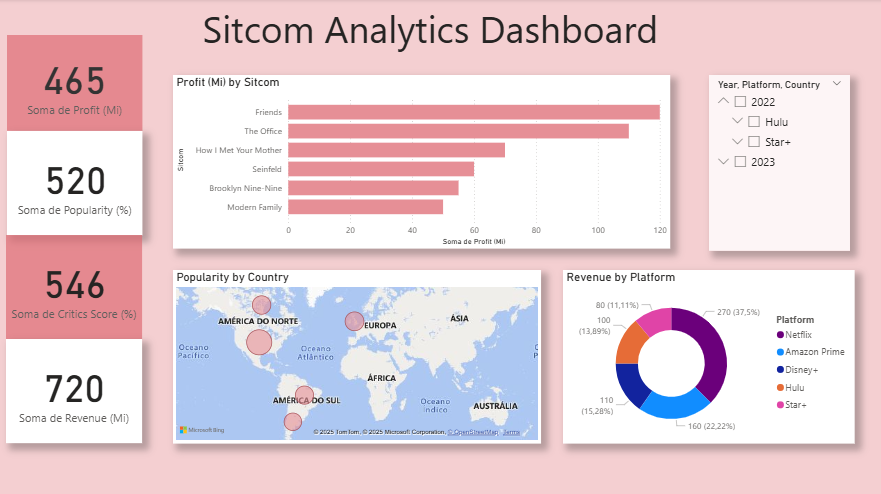 Sitcom Analytics Dashboard
465
Soma de Profit (Mi)
520
Soma de Popularity (%)
546
Soma de Critics Score (%)
720
Soma de Revenue (Mi)
Profit (Mi) by Sitcom
Sitcom
Friends
The Office
How I Met Your Mother
Seinfeld
Brooklyn Nine-Nine
Modern Family
0 20 40 60 80 100 120
Soma de Profit (Mi)
Year, Platform, Country
2022
Hulu
Star+
2023
Popularity by Country
AMÉRICA DO NORTE
EUROPA
ÁSIA
Oceano
Pacífico
Oceano
Atlântico
ÁFRICA
AMÉRICA DO SUL
Oceano
Índico
AUSTRÁLIA
Microsoft Bing
© 2025 TomTom, © 2025 Microsoft Corporation, © OpenStreetMap, Terms
Revenue by Platform
80 (11,11%)
270 (37,5%)
100
(13,89%)
110
(15,28%)
160 (22,22%)
Platform
Netflix
Amazon Prime
Disney+
Hulu
Star+